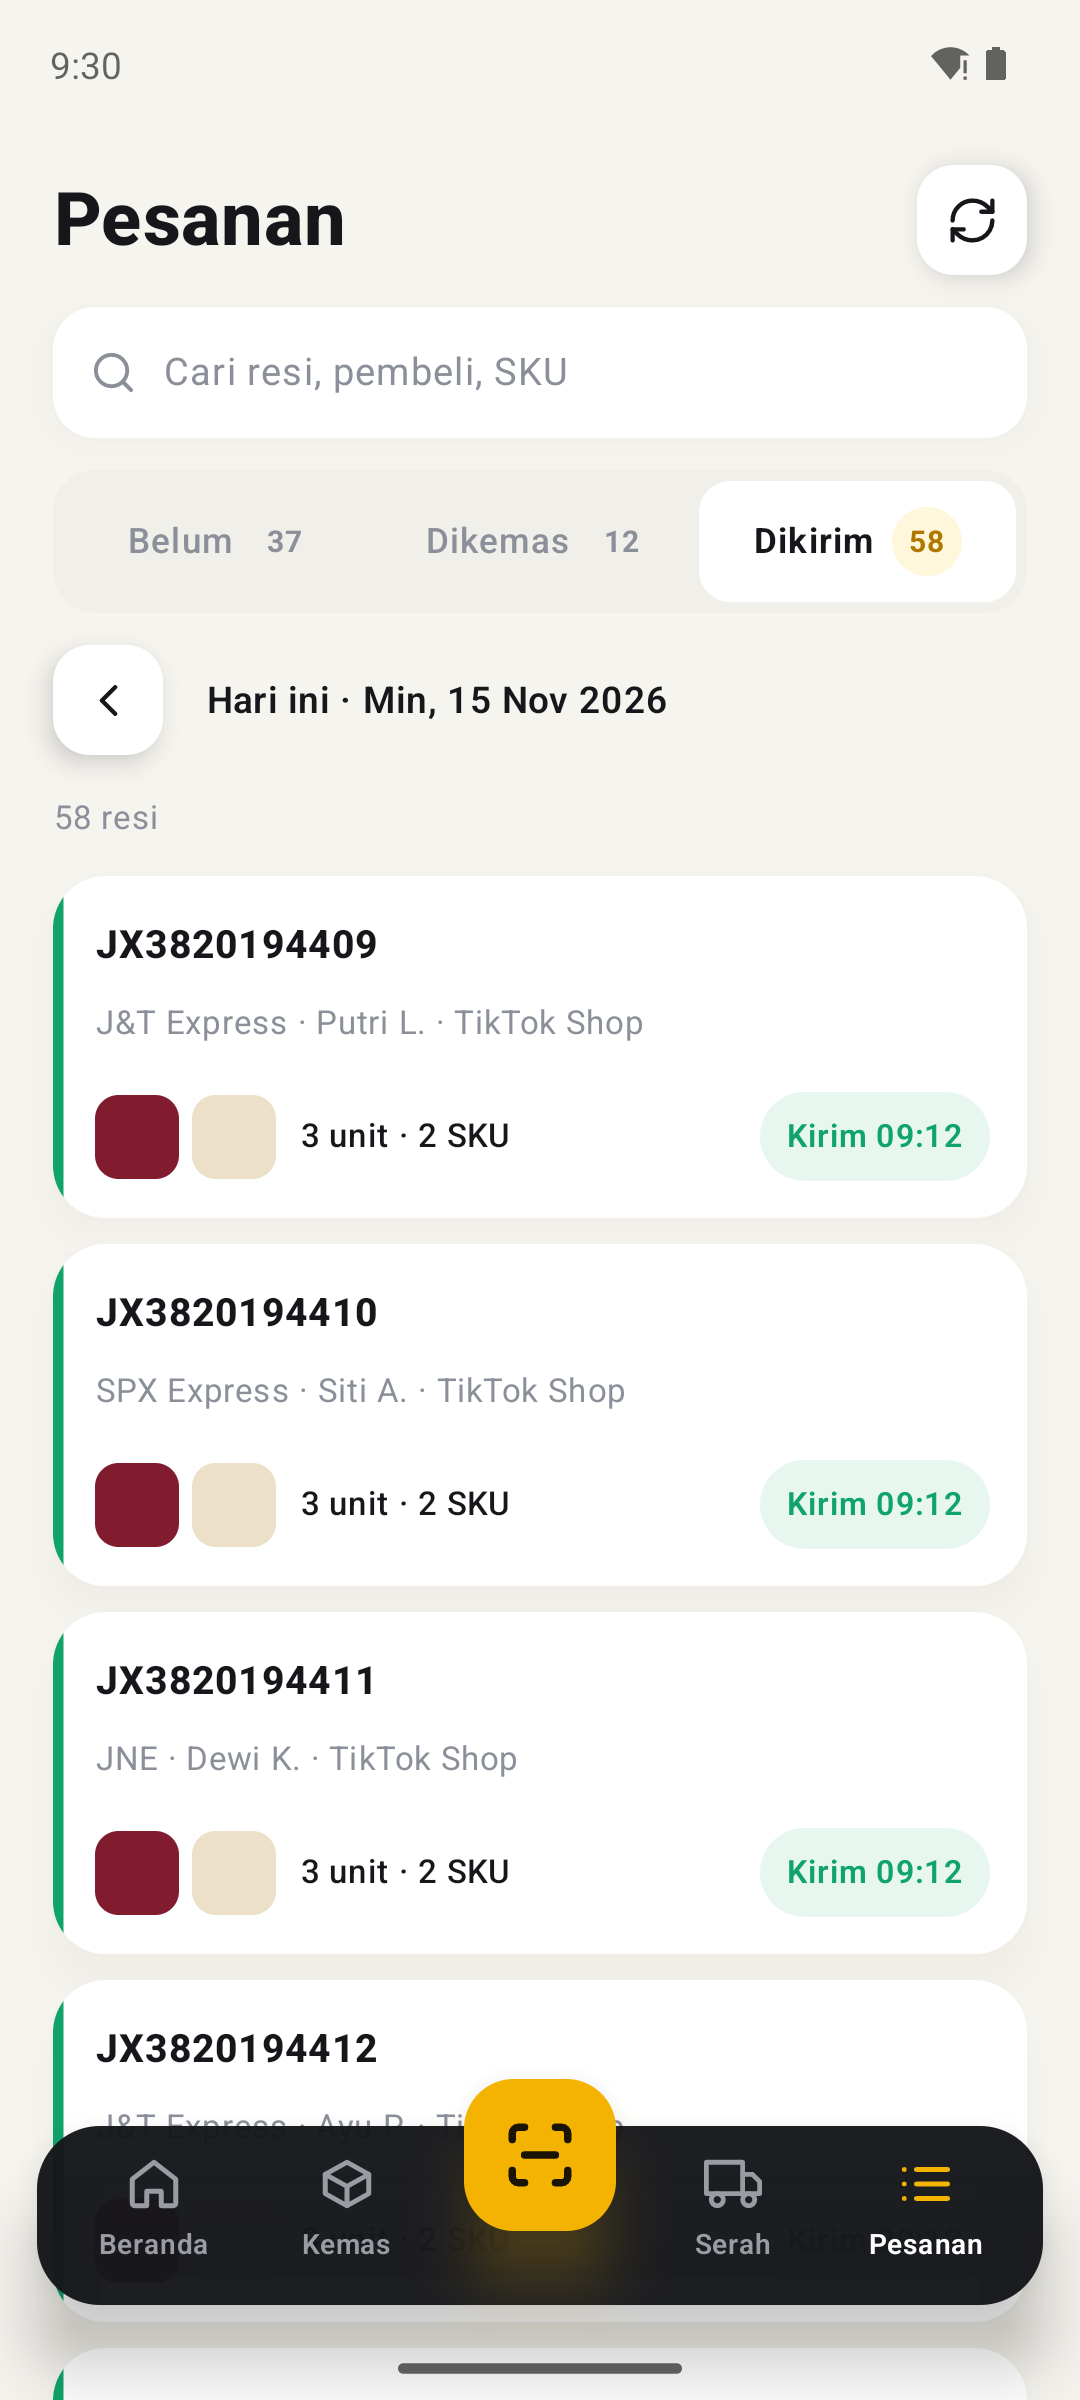 9:30
Pesanan
Cari resi, pembeli, SKU
Belum 37 Dikemas 12 Dikirim 58
Hari ini · Min, 15 Nov 2026
58 resi
JX3820194409
J&T Express · Putri L. · TikTok Shop
3 unit · 2 SKU Kirim 09:12
JX3820194410
SPX Express · Siti A. · TikTok Shop
3 unit · 2 SKU Kirim 09:12
JX3820194411
JNE · Dewi K. · TikTok Shop
3 unit · 2 SKU Kirim 09:12
JX3820194412
J&T Express · Ayu P. ·
Beranda Kemas Serah Pesanan